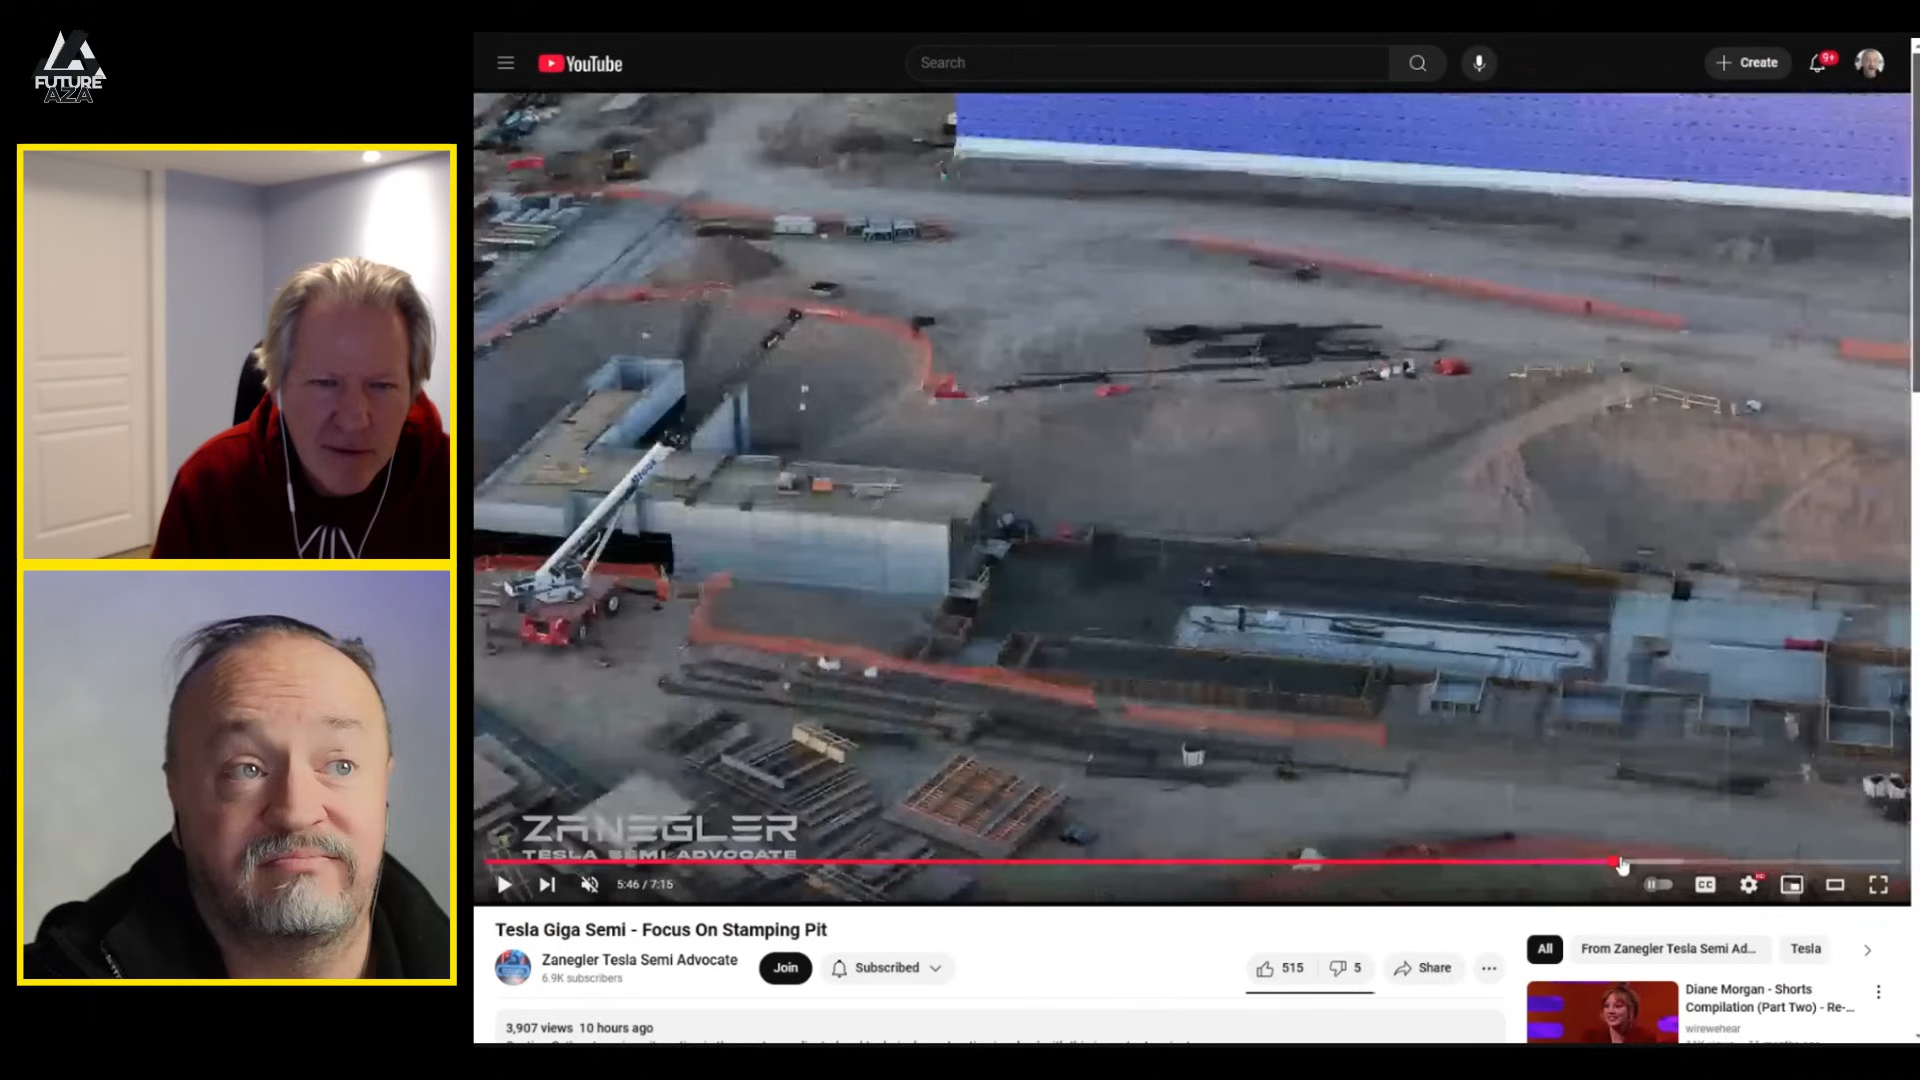 FUTURE
AZA
YouTube
Search
Create
9+
ZANEGLER
TESLA SEMI ADVOCATE
5:46 / 7:15
CC
HD
Tesla Giga Semi - Focus On Stamping Pit
Zanegler Tesla Semi Advocate
6.9K subscribers
Join
Subscribed
515
5
Share
3,907 views 10 hours ago
All
From Zanegler Tesla Semi Ad...
Tesla
Diane Morgan - Shorts
Compilation (Part Two) - Re-...
wirewehear